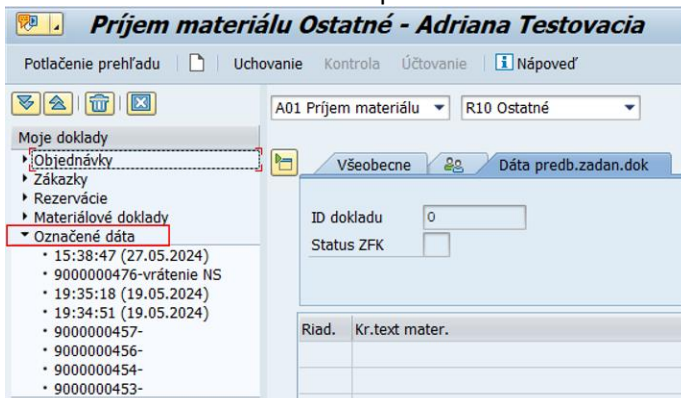 Príjem materiálu Ostatné - Adriana Testovacia
Potlačenie prehľadu Uchovanie Kontrola Účtovanie Nápoveď
A01 Príjem materiálu R10 Ostatné
Moje doklady
Objednávky
Zákazky
Rezervácie
Materiálové doklady
Označené dáta
15:38:47 (27.05.2024)
9000000476-vrátenie NS
19:35:18 (19.05.2024)
19:34:51 (19.05.2024)
9000000457-
9000000456-
9000000454-
9000000453-
Všeobecne Dáta predb.zadan.dok
ID dokladu 0
Status ZFK
Riad. Kr.text mater.